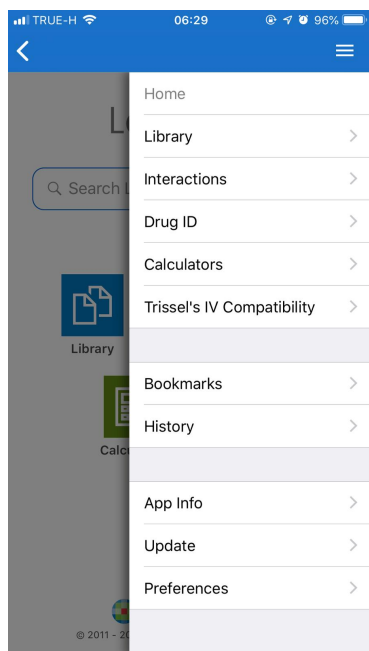 TRUE-H 06:29 96%
Home
Library
Interactions
Drug ID
Calculators
Trissel's IV Compatibility
Bookmarks
History
App Info
Update
Preferences
Search
Library
© 2011 - 20